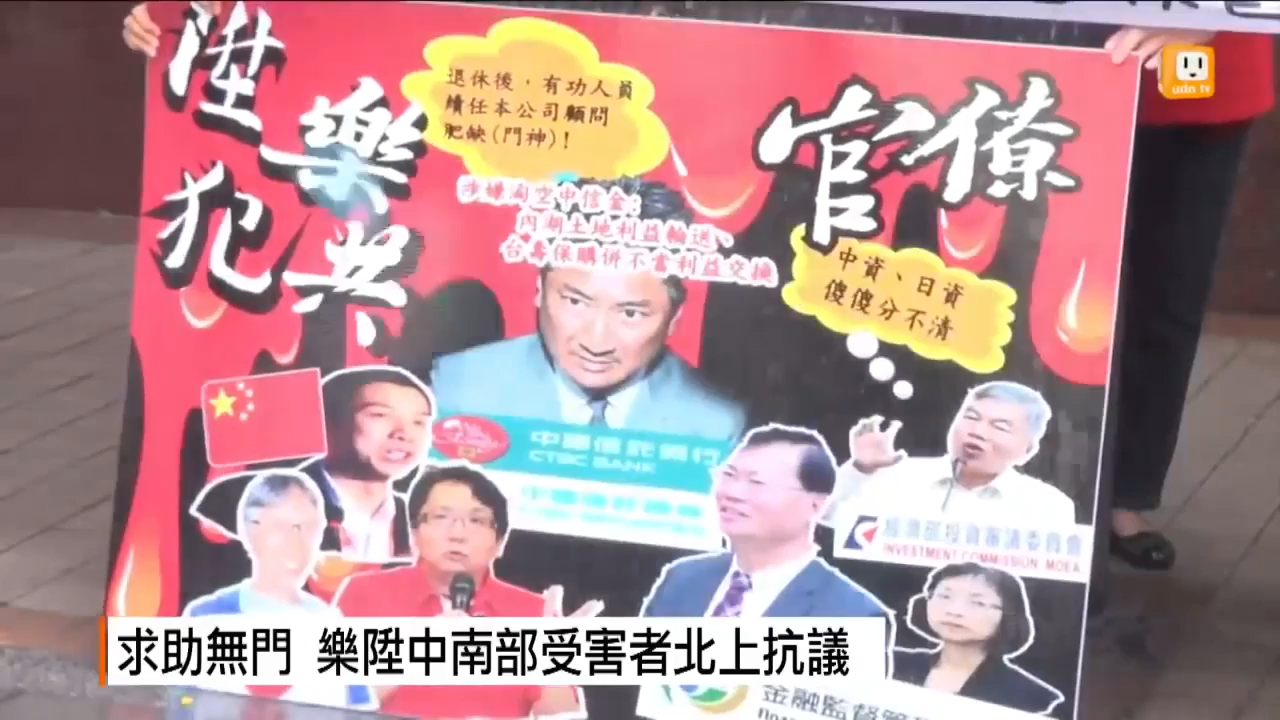 陞
樂
犯
共
官僚
退休後，有功人員
續任本公司顧問
肥缺(門神)!
涉嫌淘空中信金:
內湖土地利益輸送、
台壽保購併不當利益交換
中資、日資
傻傻分不清
udn tv
中國信託銀行
CTBC BANK
經濟部投資審議委員會
INVESTMENT COMMISSION, MOEA
求助無門 樂陞中南部受害者北上抗議
金融監督管